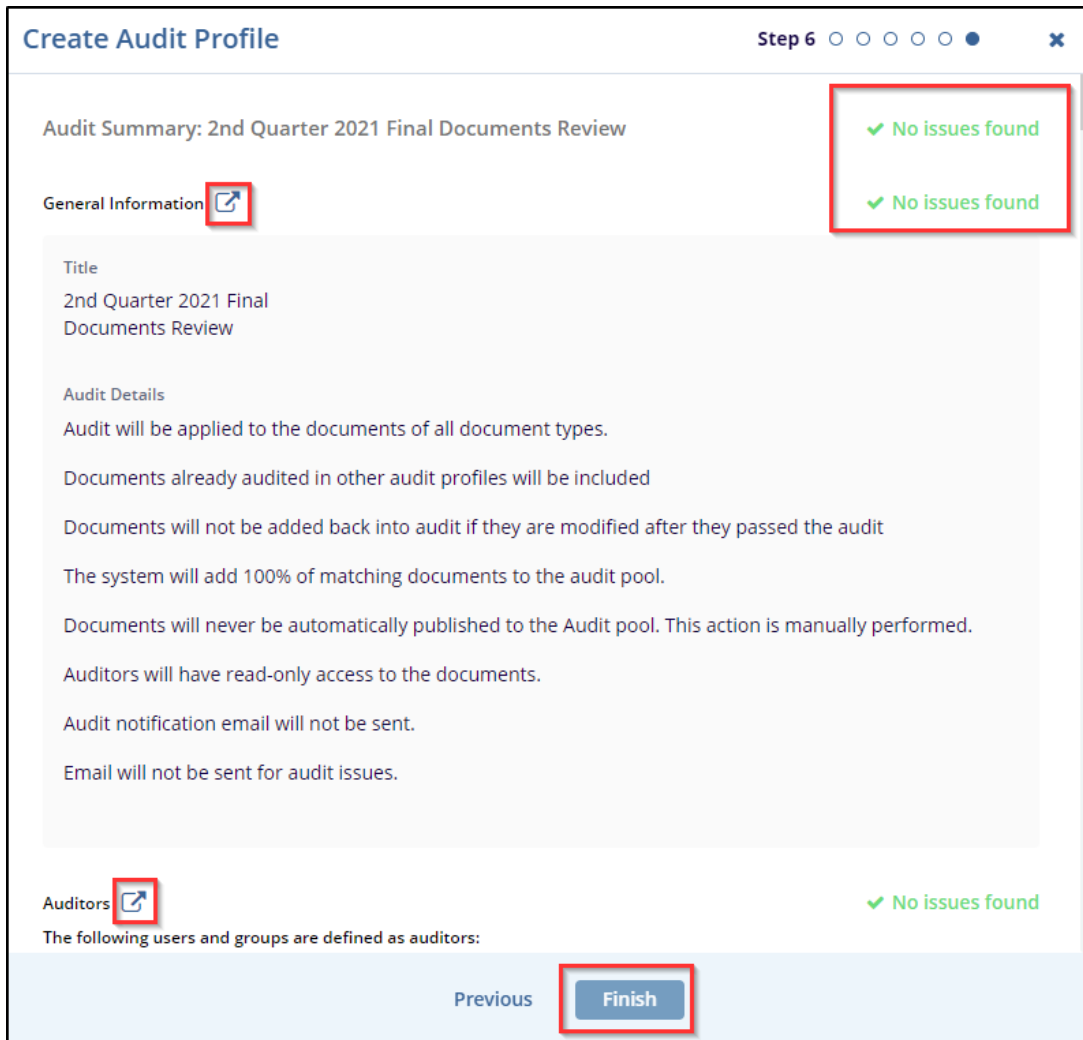 Create Audit Profile
Step 6
Audit Summary: 2nd Quarter 2021 Final Documents Review
No issues found
General Information
No issues found
Title
2nd Quarter 2021 Final
Documents Review
Audit Details
Audit will be applied to the documents of all document types.
Documents already audited in other audit profiles will be included
Documents will not be added back into audit if they are modified after they passed the audit
The system will add 100% of matching documents to the audit pool.
Documents will never be automatically published to the Audit pool. This action is manually performed.
Auditors will have read-only access to the documents.
Audit notification email will not be sent.
Email will not be sent for audit issues.
Auditors
No issues found
The following users and groups are defined as auditors:
Previous
Finish